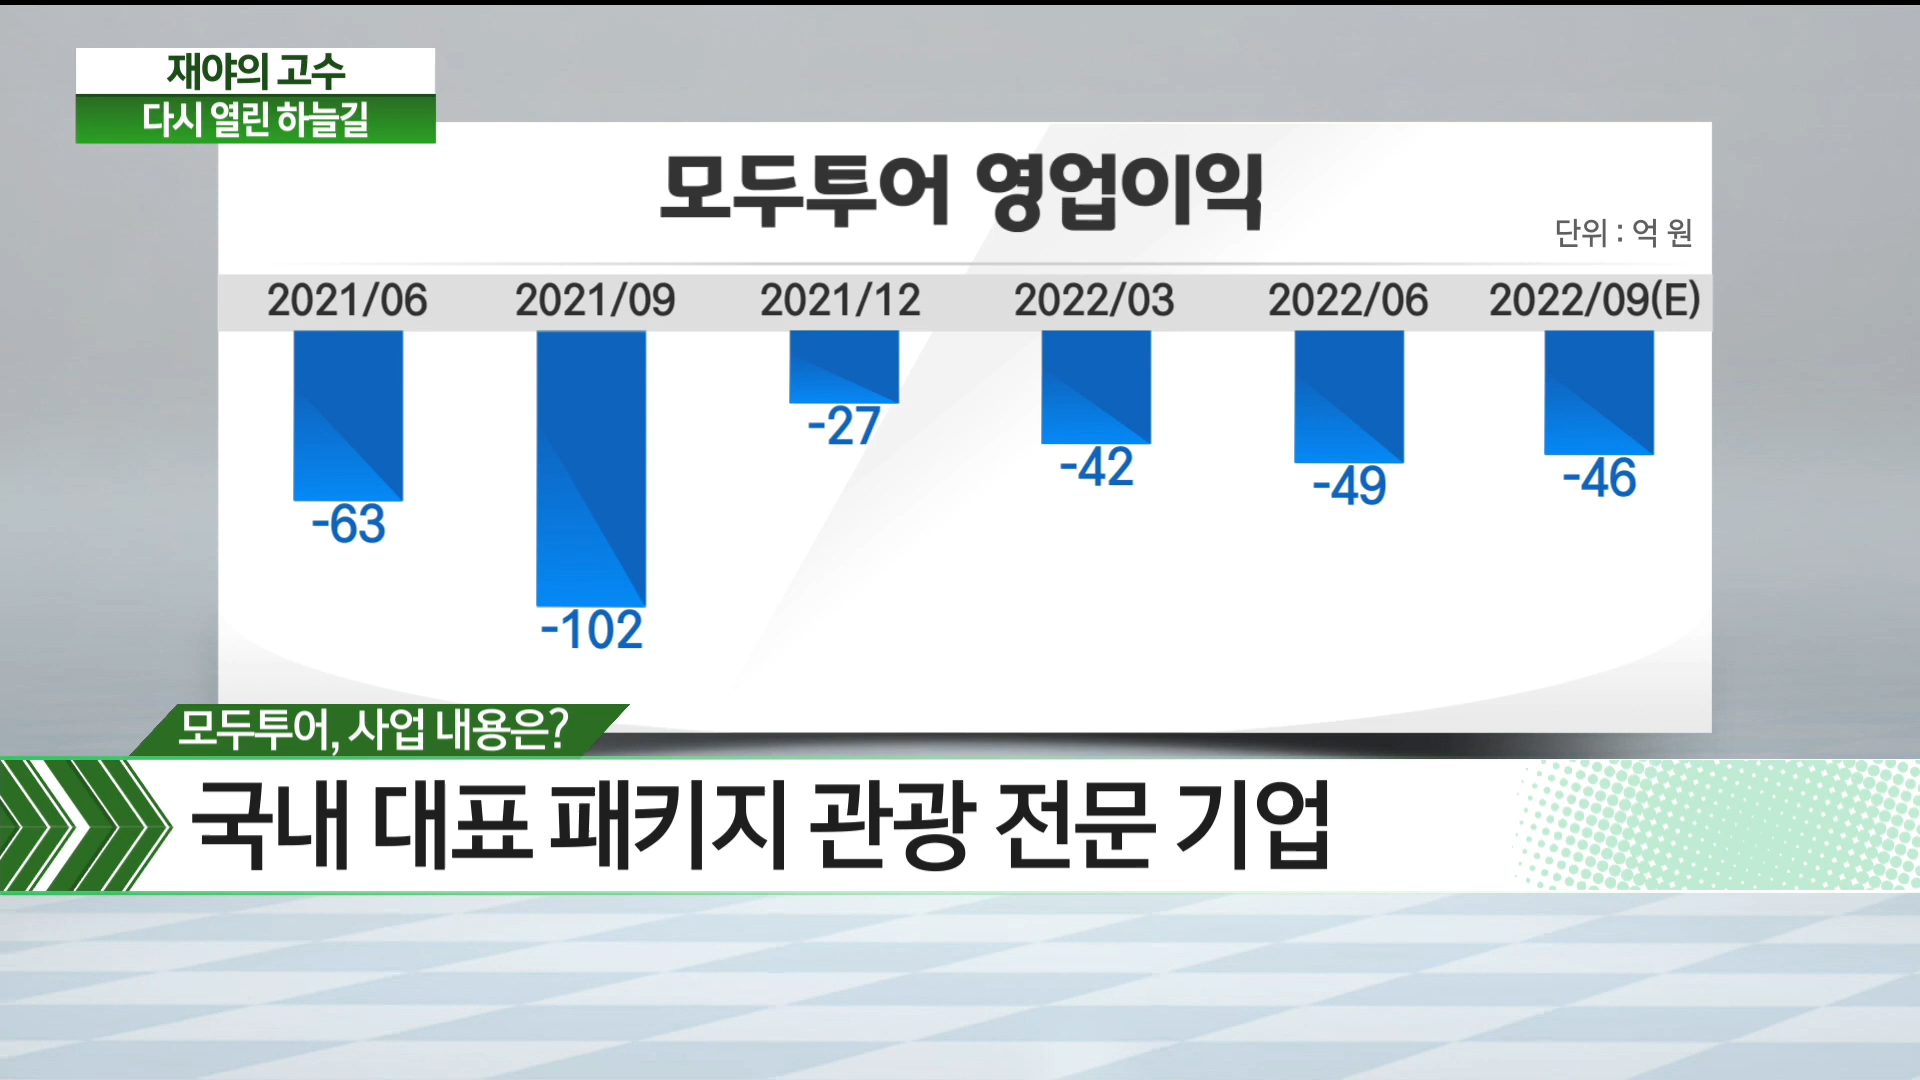 재야의 고수
다시 열린 하늘길
모두투어 영업이익
단위 : 억 원
2021/06 2021/09 2021/12 2022/03 2022/06 2022/09(E)
-63 -102 -27 -42 -49 -46
모두투어, 사업 내용은?
국내 대표 패키지 관광 전문 기업